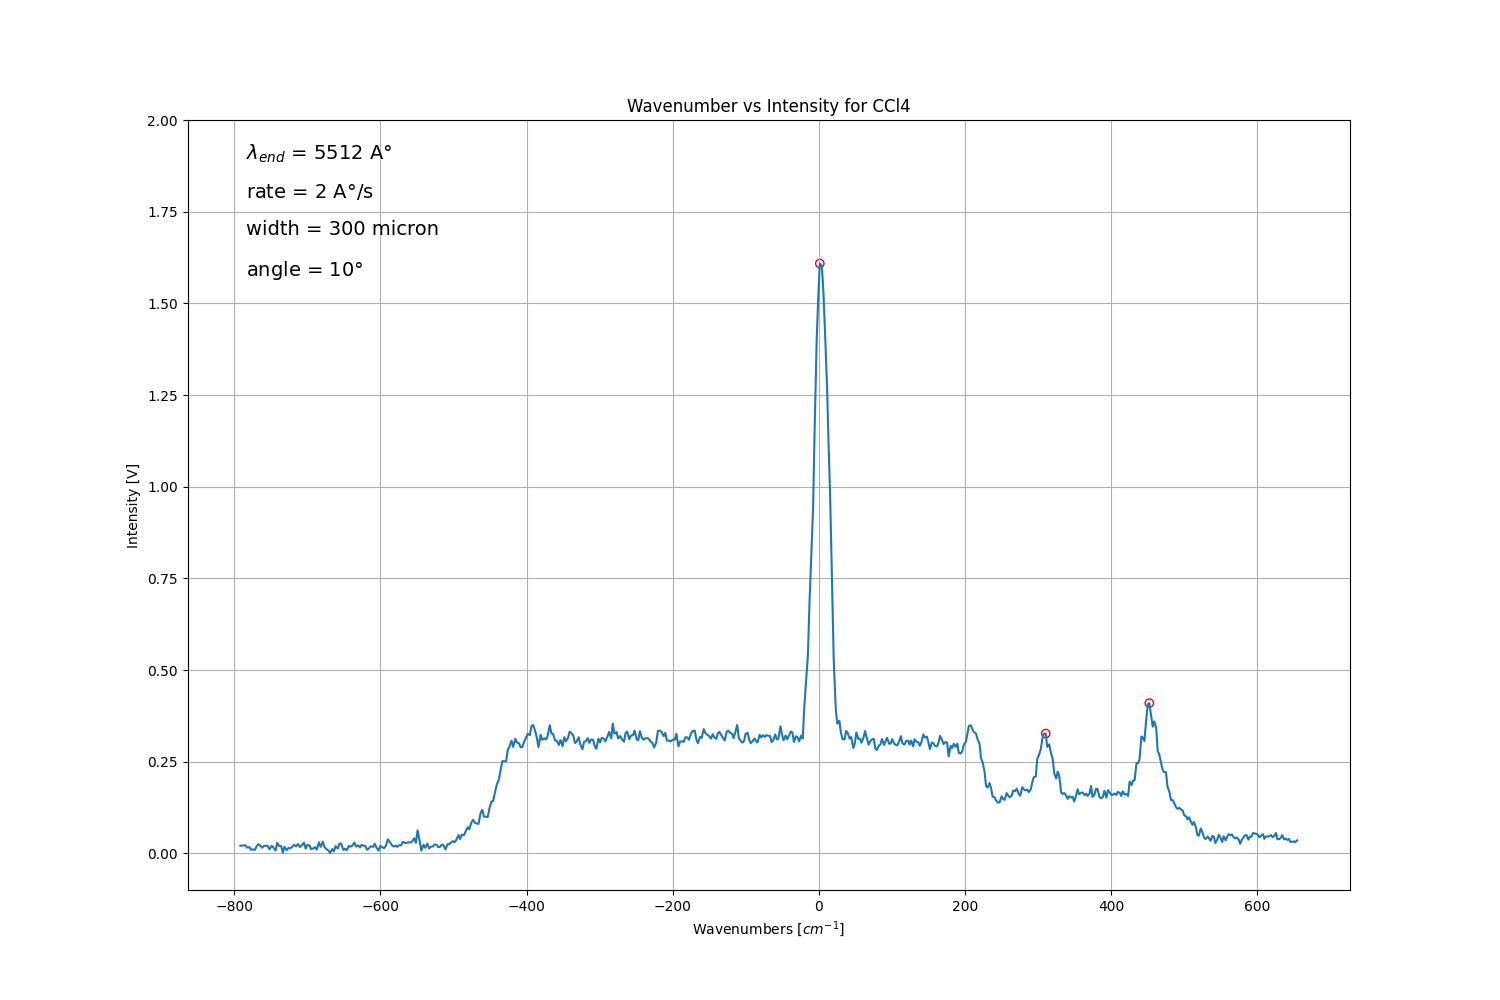 Wavenumber vs Intensity for CCl4
λend = 5512 A°
rate = 2 A°/s
width = 300 micron
angle = 10°
2.00
1.75
1.50
1.25
1.00
0.75
0.50
0.25
0.00
Intensity [V]
−800 −600 −400 −200 0 200 400 600
Wavenumbers [cm⁻¹]